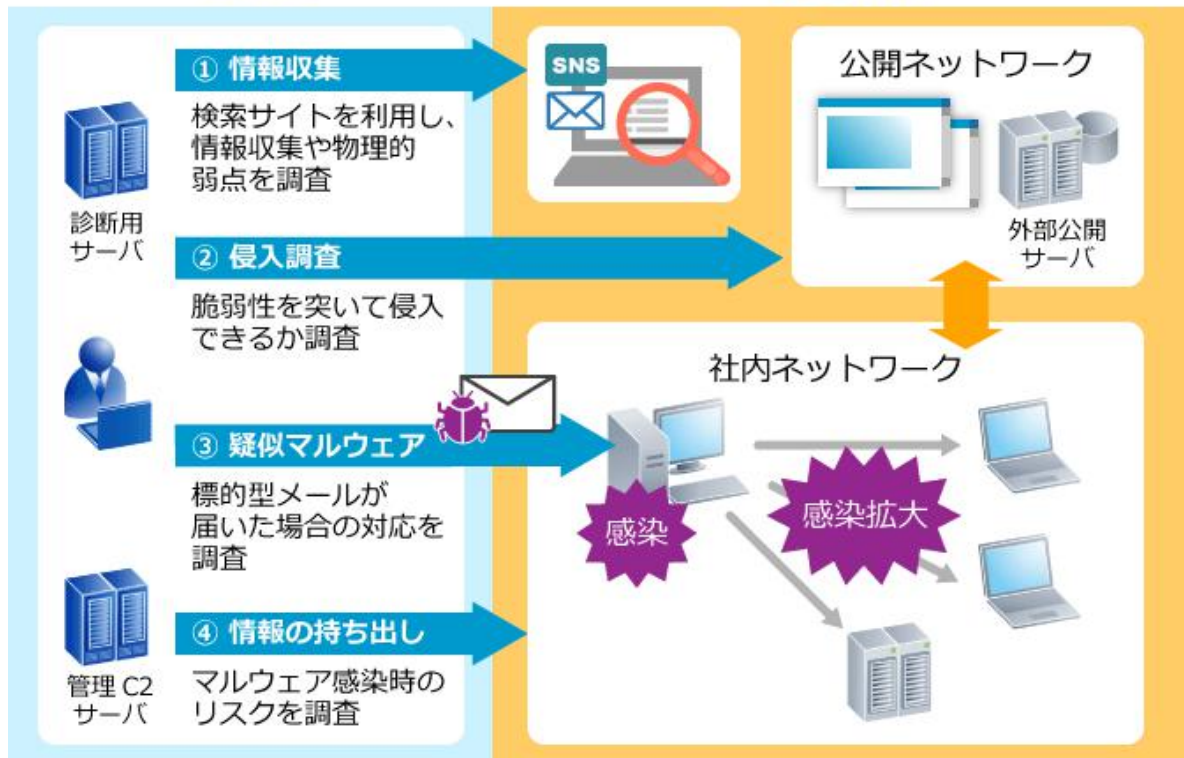 ① 情報収集
検索サイトを利用し、
情報収集や物理的
弱点を調査
診断用
サーバ
② 侵入調査
脆弱性を突いて侵入
できるか調査
③ 疑似マルウェア
標的型メールが
届いた場合の対応を
調査
④ 情報の持ち出し
マルウェア感染時の
リスクを調査
管理 C2
サーバ
SNS
公開ネットワーク
外部公開
サーバ
社内ネットワーク
感染
感染拡大